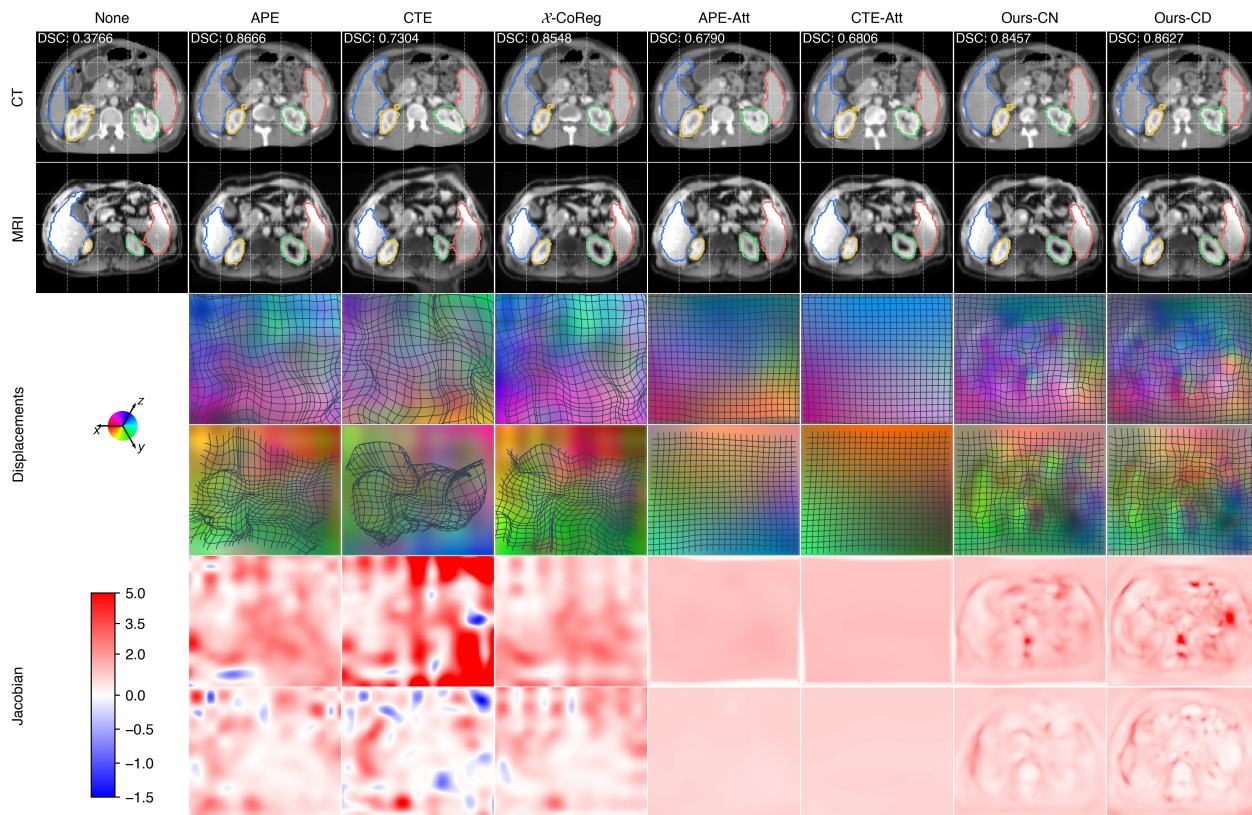 None APE CTE 𝒳-CoReg APE-Att CTE-Att Ours-CN Ours-CD
CT
DSC: 0.3766 DSC: 0.8666 DSC: 0.7304 DSC: 0.8548 DSC: 0.6790 DSC: 0.6806 DSC: 0.8457 DSC: 0.8627
MRI
Displacements
z
x
y
Jacobian
5.0
3.5
2.0
0.0
−0.5
−1.0
−1.5